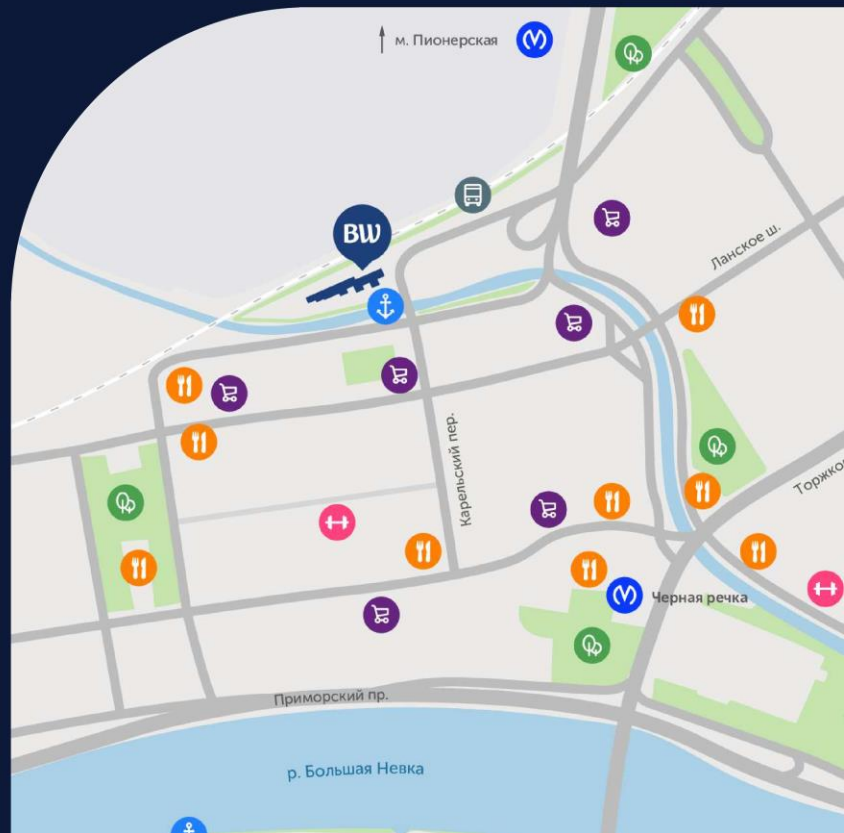 м. Пионерская
BW
Ланское ш.
Карельский пер.
Черная речка
Приморский пр.
р. Большая Невка